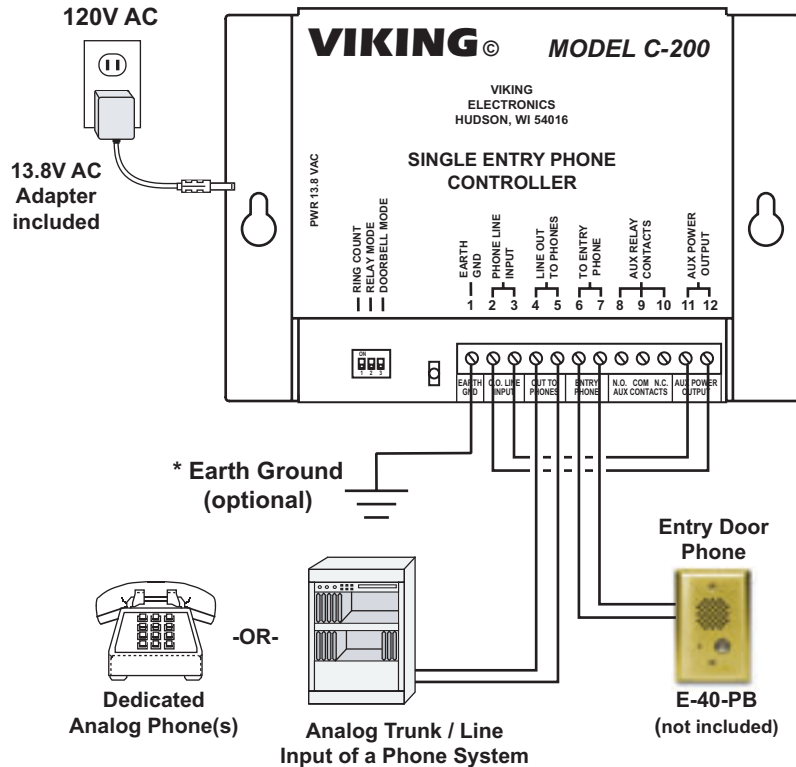 120V AC
13.8V AC
Adapter
included
VIKING © MODEL C-200
VIKING
ELECTRONICS
HUDSON, WI 54016
SINGLE ENTRY PHONE
CONTROLLER
PWR 13.8 VAC
RING COUNT
RELAY MODE
DOORBELL MODE
EARTH
GND
PHONE LINE
INPUT
LINE OUT
TO PHONES
TO ENTRY
PHONE
AUX RELAY
CONTACTS
AUX POWER
OUTPUT
1 2 3 4 5 6 7 8 9 10 11 12
ON
1 2 3
EARTH
GND
C.O. LINE
INPUT
OUT TO
PHONES
ENTRY
PHONE
N.O. COM N.C.
AUX CONTACTS
AUX POWER
OUTPUT
* Earth Ground
(optional)
Entry Door
Phone
-OR-
Dedicated
Analog Phone(s)
Analog Trunk / Line
Input of a Phone System
E-40-PB
(not included)